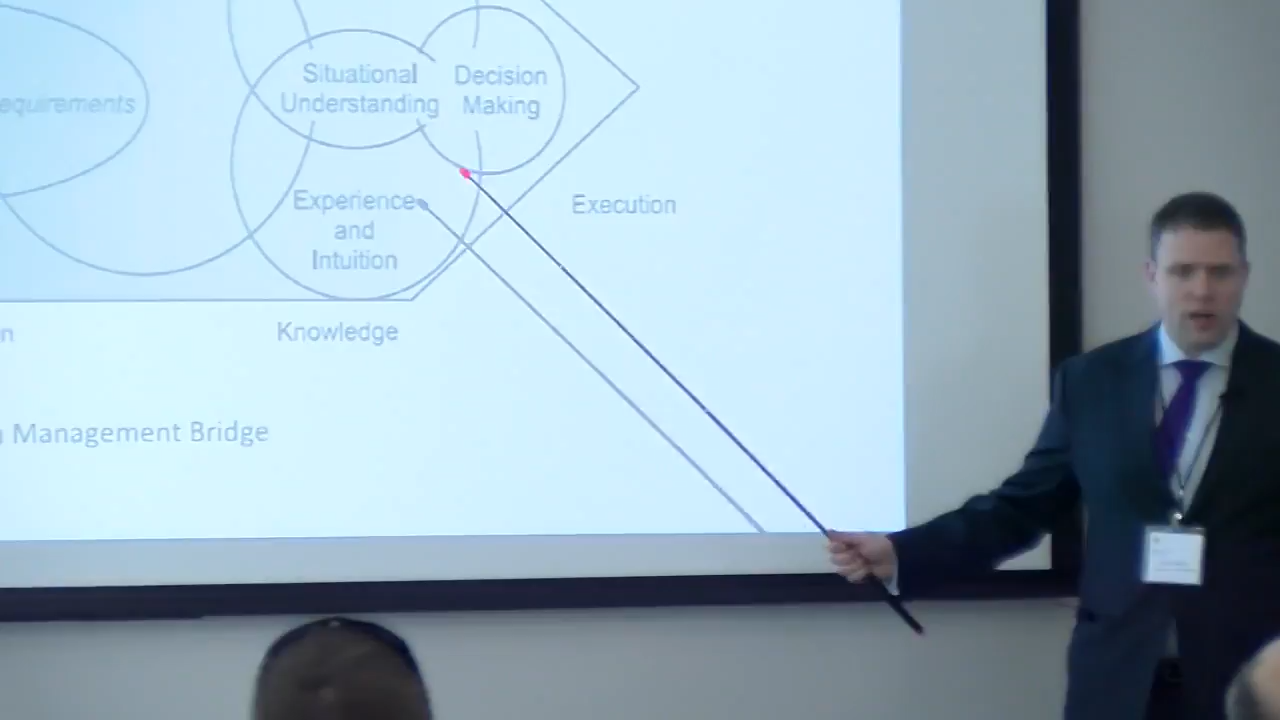 equirements
Situational
Understanding
Decision
Making
Experience
and
Intuition
Execution
n
Knowledge
Management Bridge